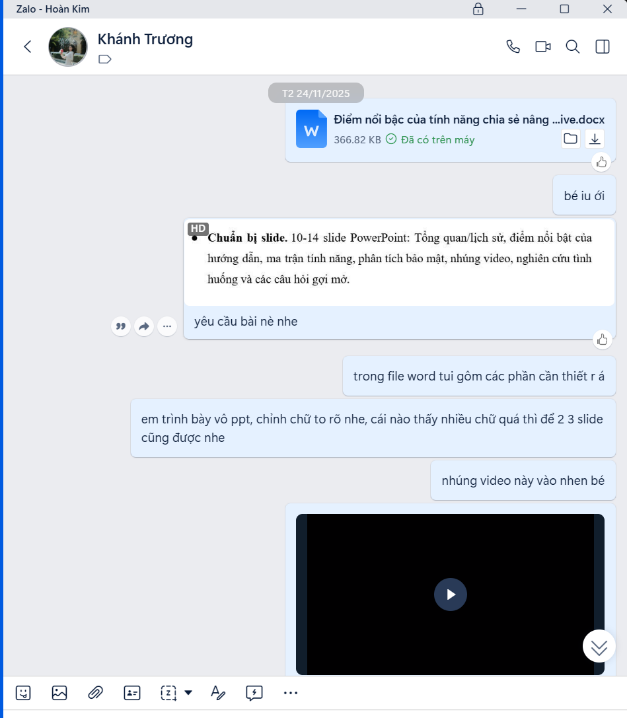 Zalo - Hoàn Kim
Khánh Trương
T2 24/11/2025
Điểm nổi bậc của tính năng chia sẻ nâng ...ive.docx
W
366.82 KB Đã có trên máy
bé iu ới
HD
• Chuẩn bị slide. 10-14 slide PowerPoint: Tổng quan/lịch sử, điểm nổi bật của
hướng dẫn, ma trận tính năng, phân tích bảo mật, nhúng video, nghiên cứu tình
huống và các câu hỏi gợi mở.
yêu cầu bài nè nhe
trong file word tui gôm các phần cần thiết r á
em trình bày vô ppt, chỉnh chữ to rõ nhe, cái nào thấy nhiều chữ quá thì để 2 3 slide
cũng được nhe
nhúng video này vào nhen bé